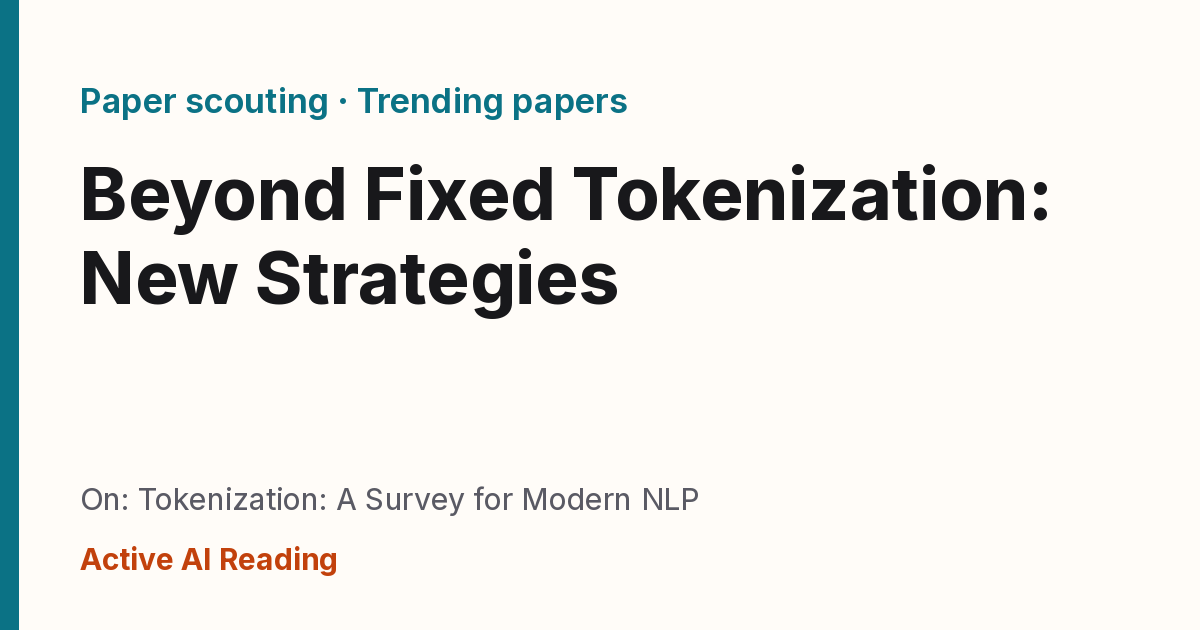 Paper scouting · Trending papers
Beyond Fixed Tokenization:
New Strategies
On: Tokenization: A Survey for Modern NLP
Active AI Reading